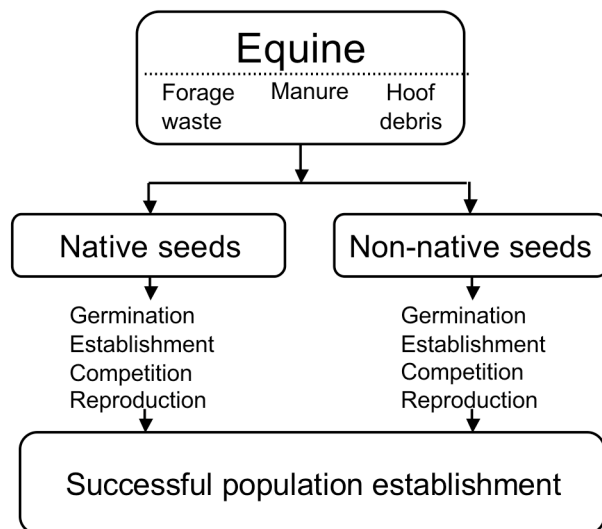 Equine
Forage Manure Hoof
waste debris
Native seeds Non-native seeds
Germination Germination
Establishment Establishment
Competition Competition
Reproduction Reproduction
Successful population establishment